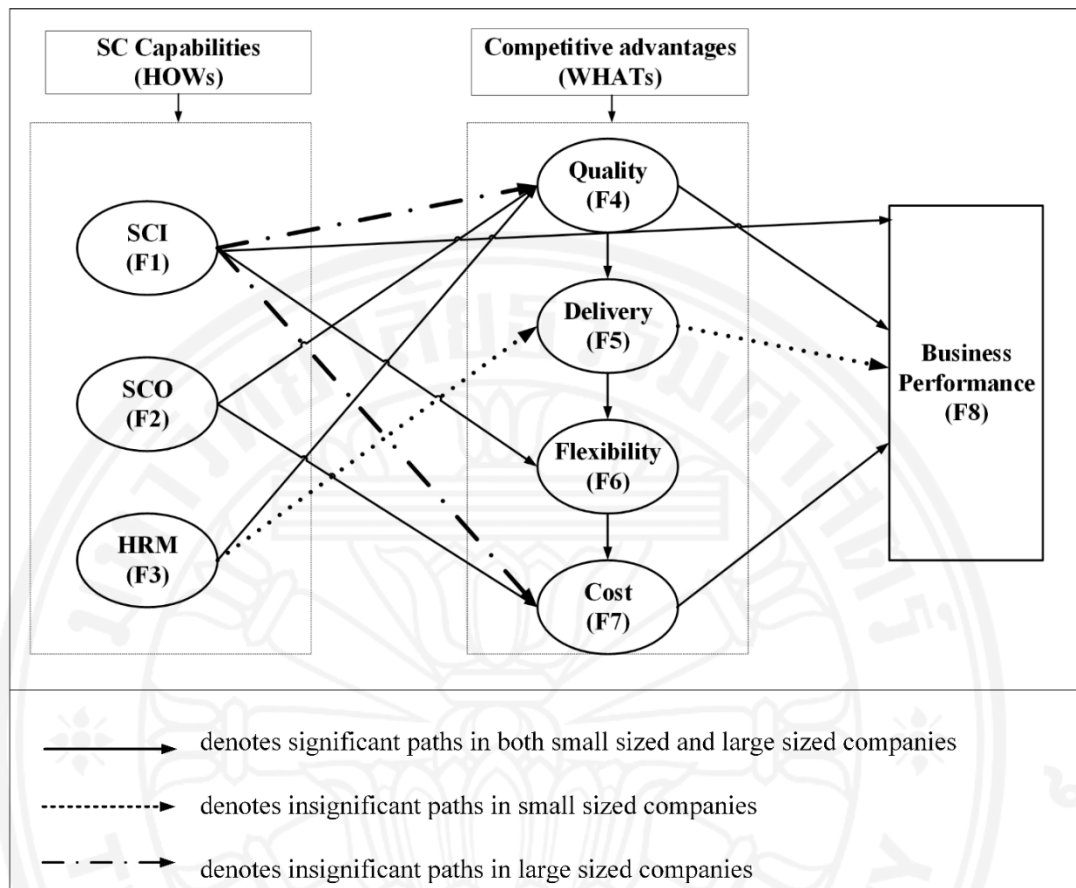 SC Capabilities
(HOWs)
Competitive advantages
(WHATs)
SCI
(F1)
SCO
(F2)
HRM
(F3)
Quality
(F4)
Delivery
(F5)
Flexibility
(F6)
Cost
(F7)
Business
Performance
(F8)
denotes significant paths in both small sized and large sized companies
denotes insignificant paths in small sized companies
denotes insignificant paths in large sized companies